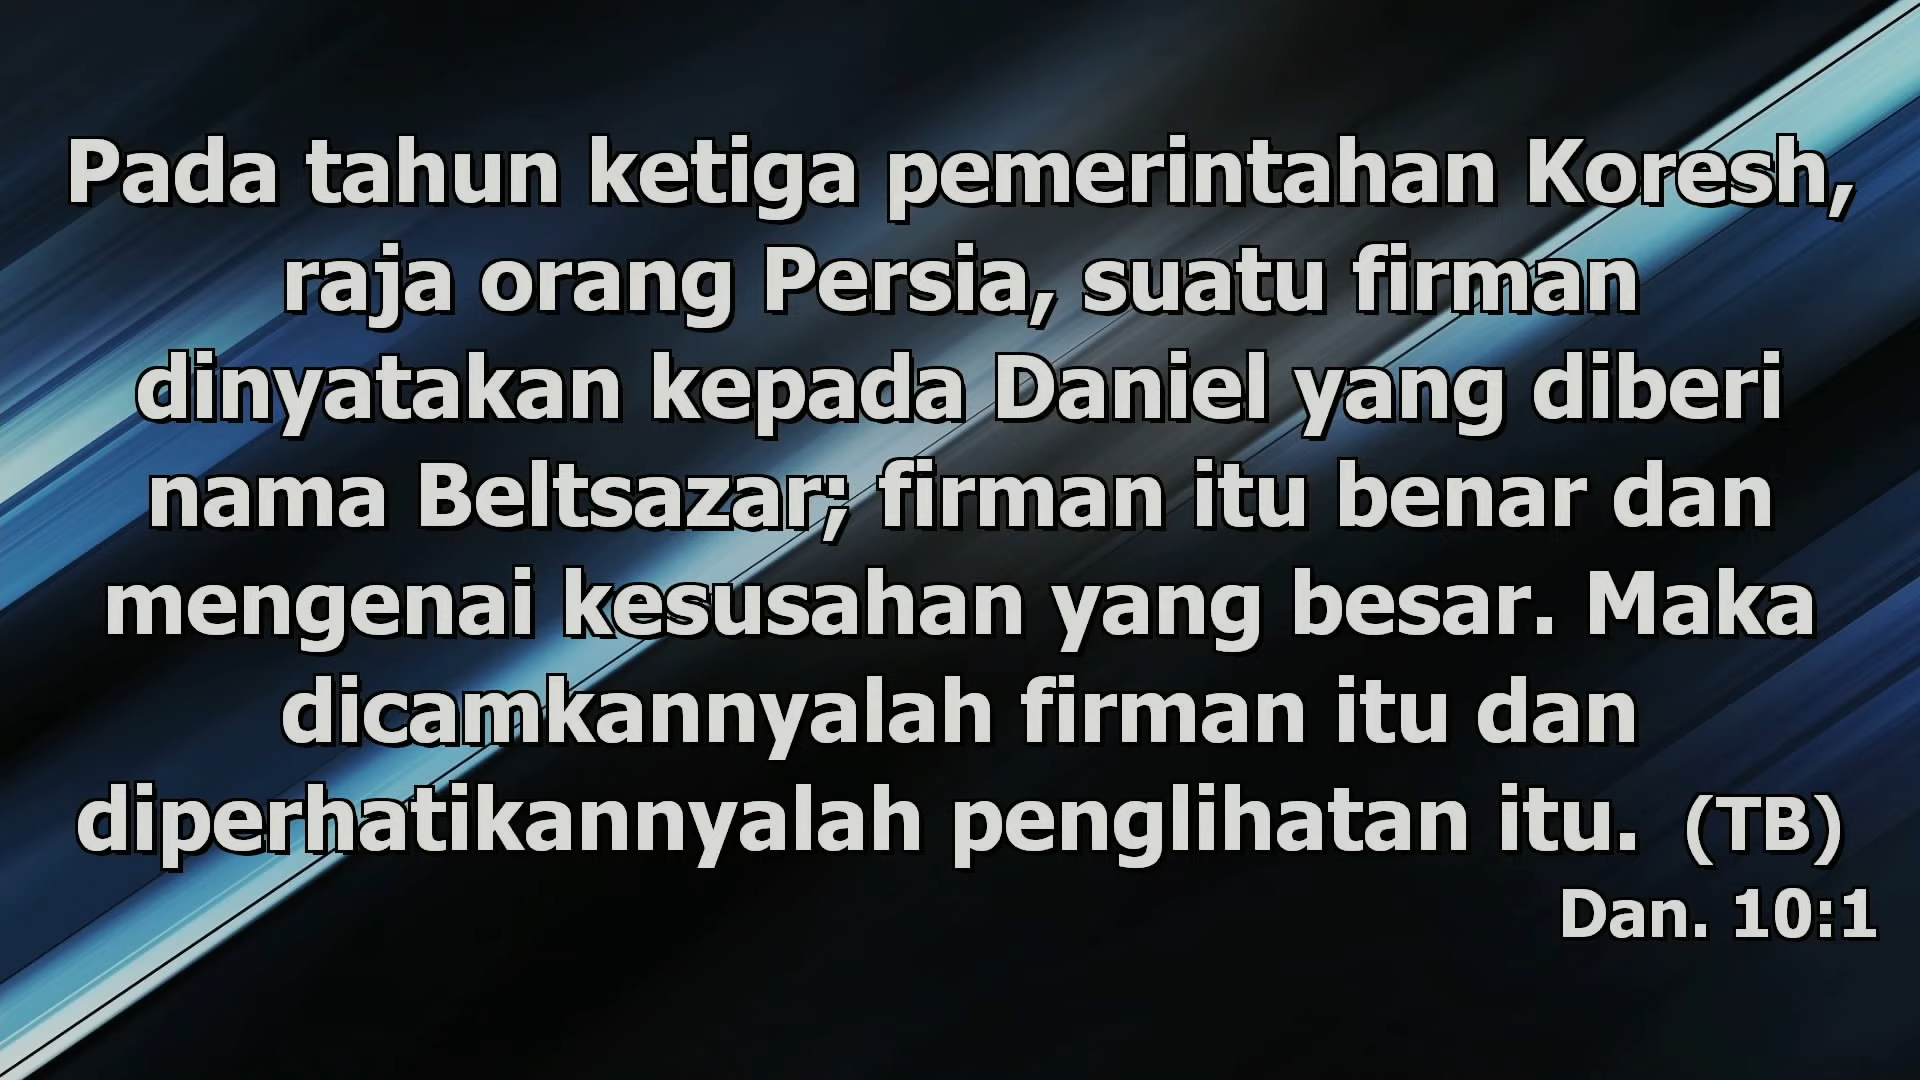 Pada tahun ketiga pemerintahan Koresh,
raja orang Persia, suatu firman
dinyatakan kepada Daniel yang diberi
nama Beltsazar; firman itu benar dan
mengenai kesusahan yang besar. Maka
dicamkannyalah firman itu dan
diperhatikannyalah penglihatan itu. (TB)
Dan. 10:1